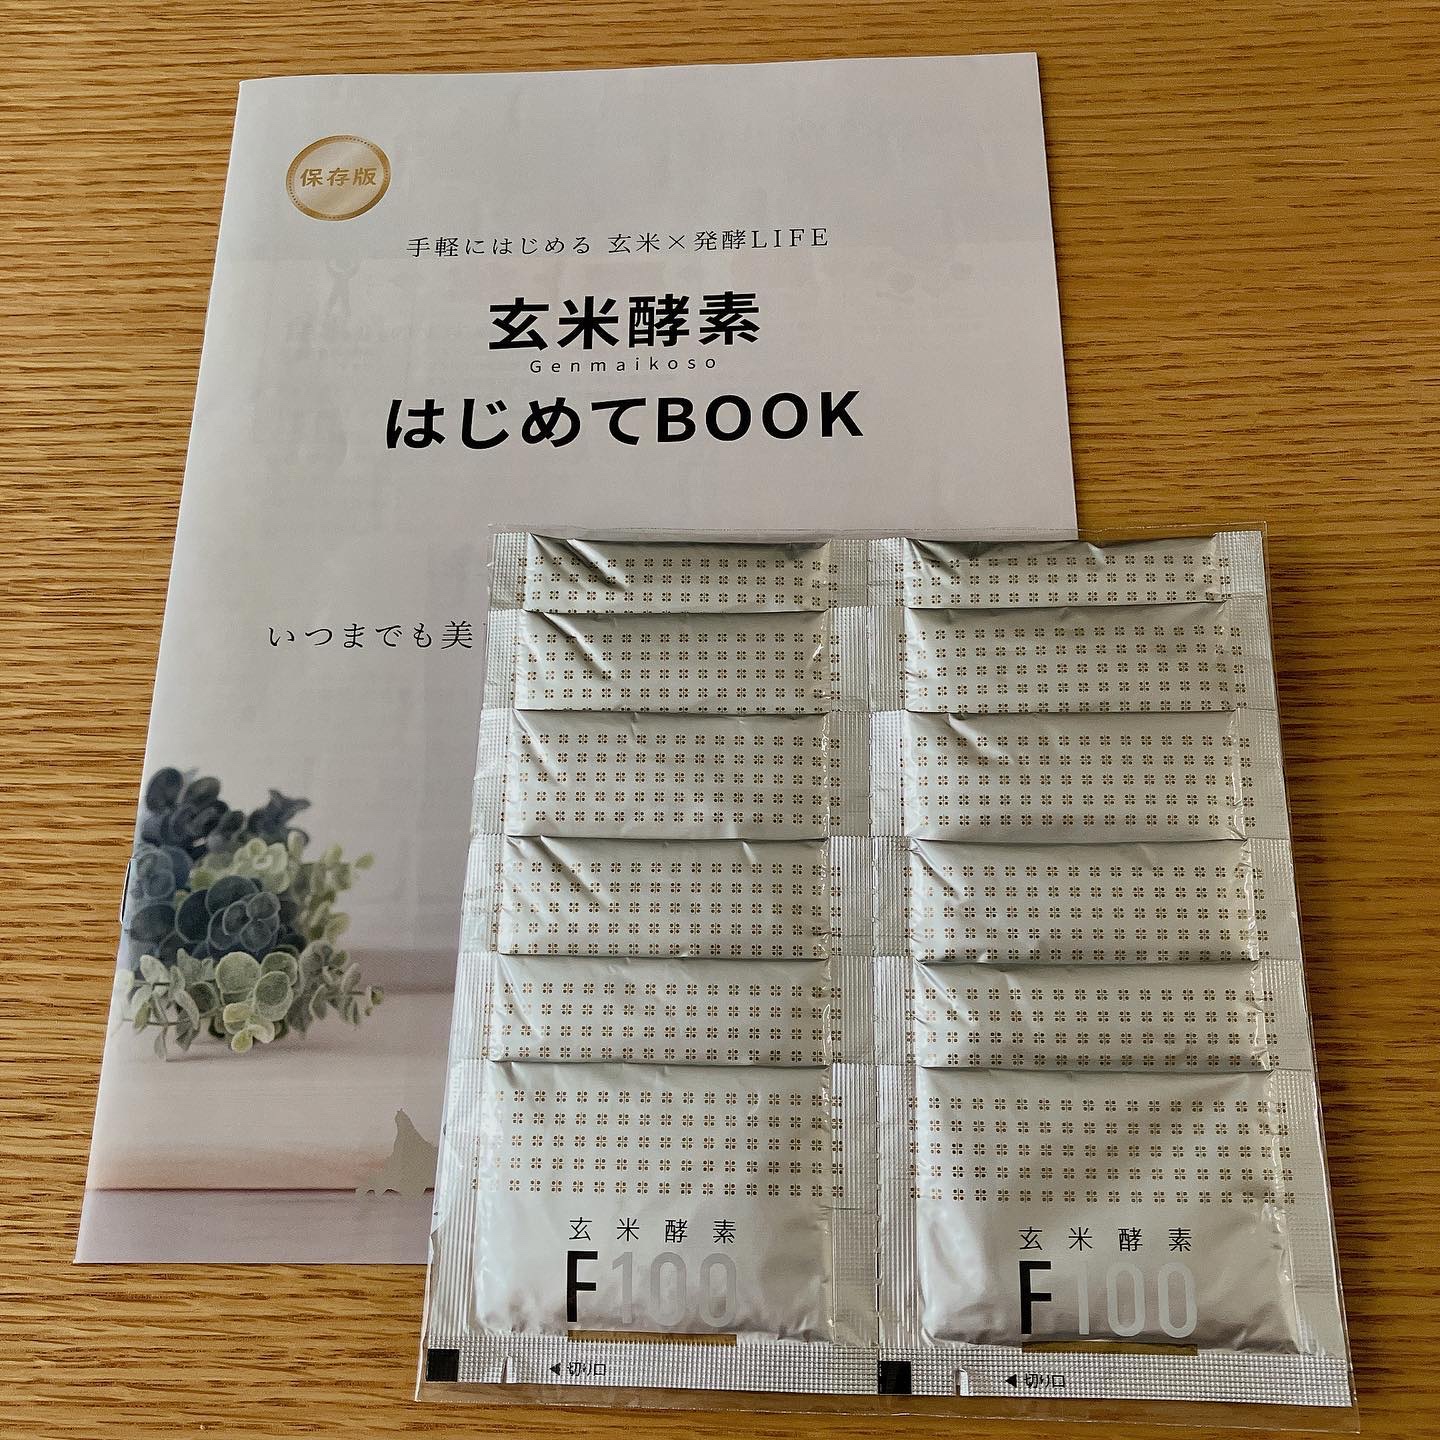 保存版
手軽にはじめる 玄米×発酵LIFE
玄米酵素
Genmaikoso
はじめてBOOK
いつまでも美
玄米酵素
F100
◀切り口
玄米酵素
F100
◀切り口